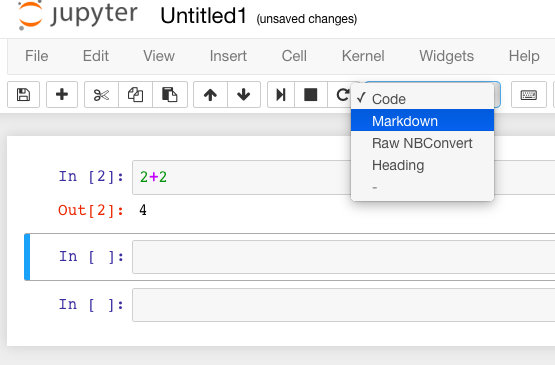 jupyter Untitled1 (unsaved changes)
File Edit View Insert Cell Kernel Widgets Help
✓ Code
Markdown
Raw NBConvert
Heading
-
In [2]: 2+2
Out[2]: 4
In [ ]:
In [ ]: